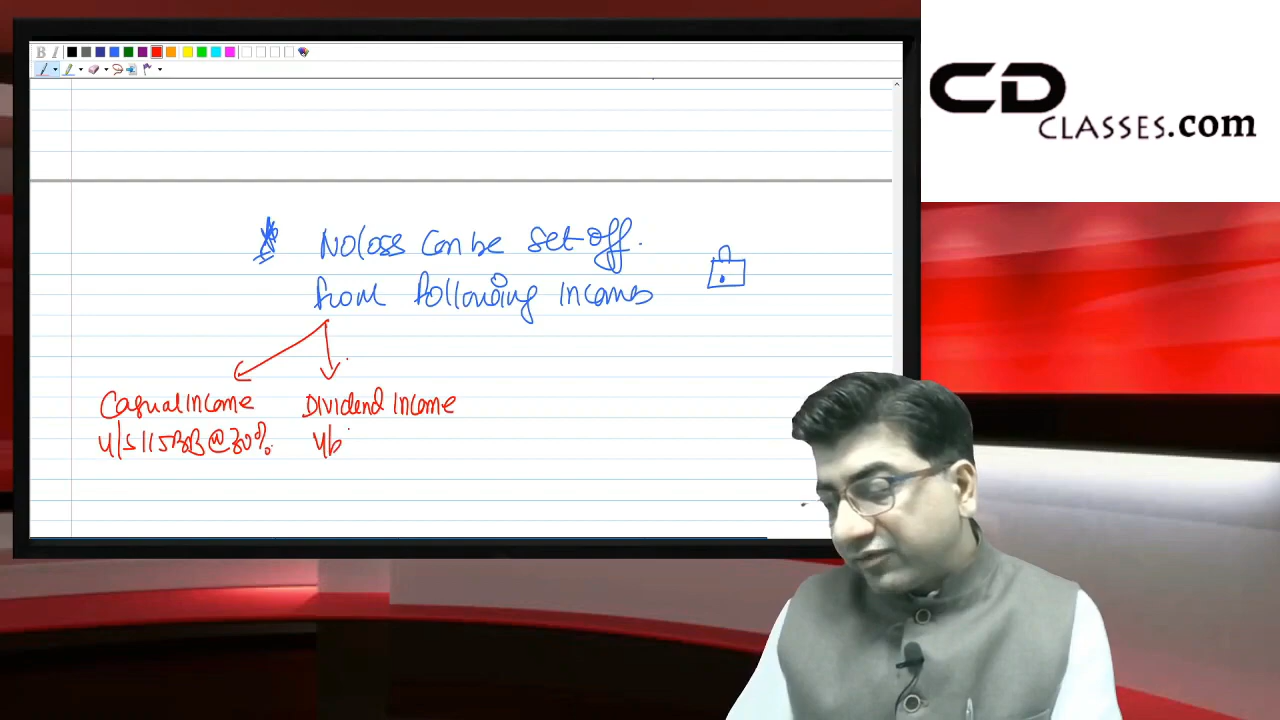 B I
CD
CLASSES.com
No loss can be set off.
from following Incomes
Casual Income
u/s 115BB @ 30%
Dividend Income